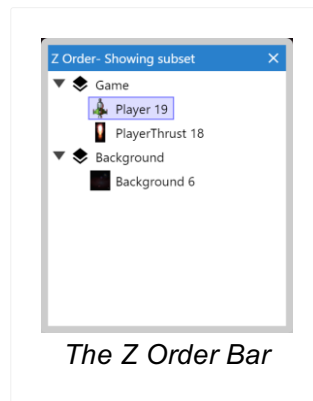 Z Order- Showing subset
Game
Player 19
PlayerThrust 18
Background
Background 6
The Z Order Bar